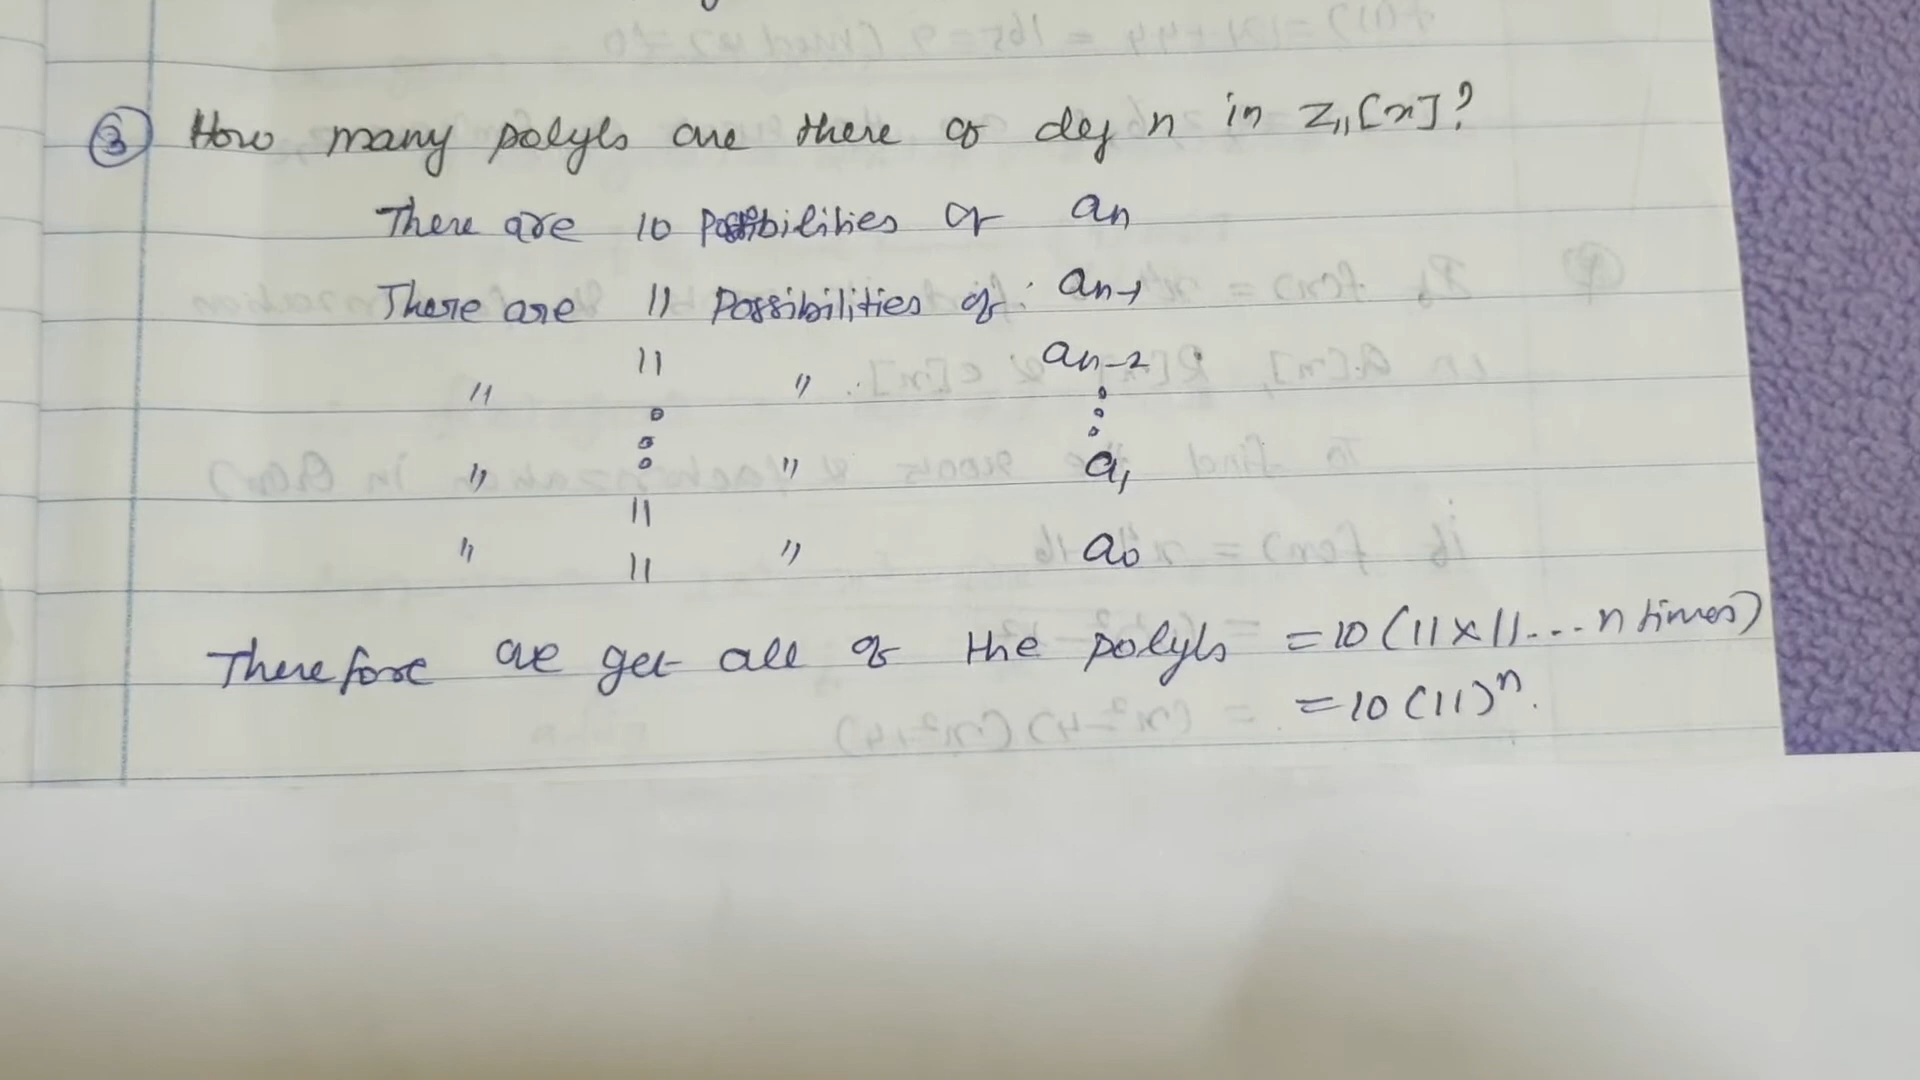 ③ How many polyls are there of deg n in Z₁₁[x]?
There are 10 Possibilities of aₙ
There are 11 Possibilities of aₙ₋₁
" 11 " aₙ₋₂
" " a₁
11
" 11 " a₀
Therefore we get all of the polyls = 10 (11 x 11 ... n times)
= 10 (11)ⁿ.